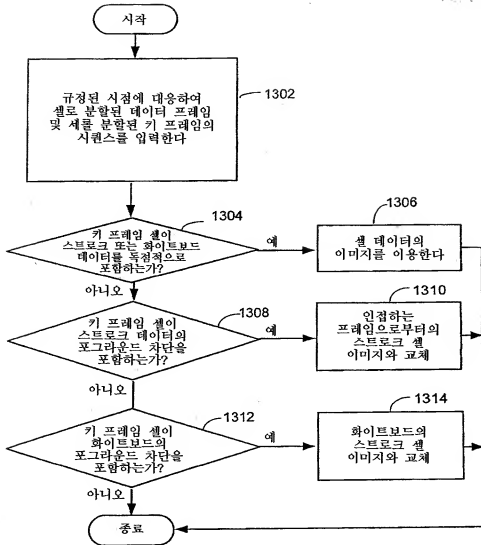 시작
1302
규정된 시점에 대응하여
셀로 분할된 데이터 프레임
및 셰롤 분할된 키 프레임의
시퀀스를 입력한다
1304
키 프레임 셀이
스트로크 또는 화이트보드
데이터를 독점적으로
포함하는가?
예
1306
셀 데이터의
이미지를 이용한다
아니오
1308
키 프레임 셀이
스트로크 데이터의
포그라운드 차단을
포함하는가?
예
1310
인접하는
프레임으로부터의
스트로크 셀
이미지와 교체
아니오
1312
키 프레임 셀이
화이트보드의
포그라운드 차단을
포함하는가?
예
1314
화이트보드의
스트로크 셀
이미지와 교체
아니오
종료